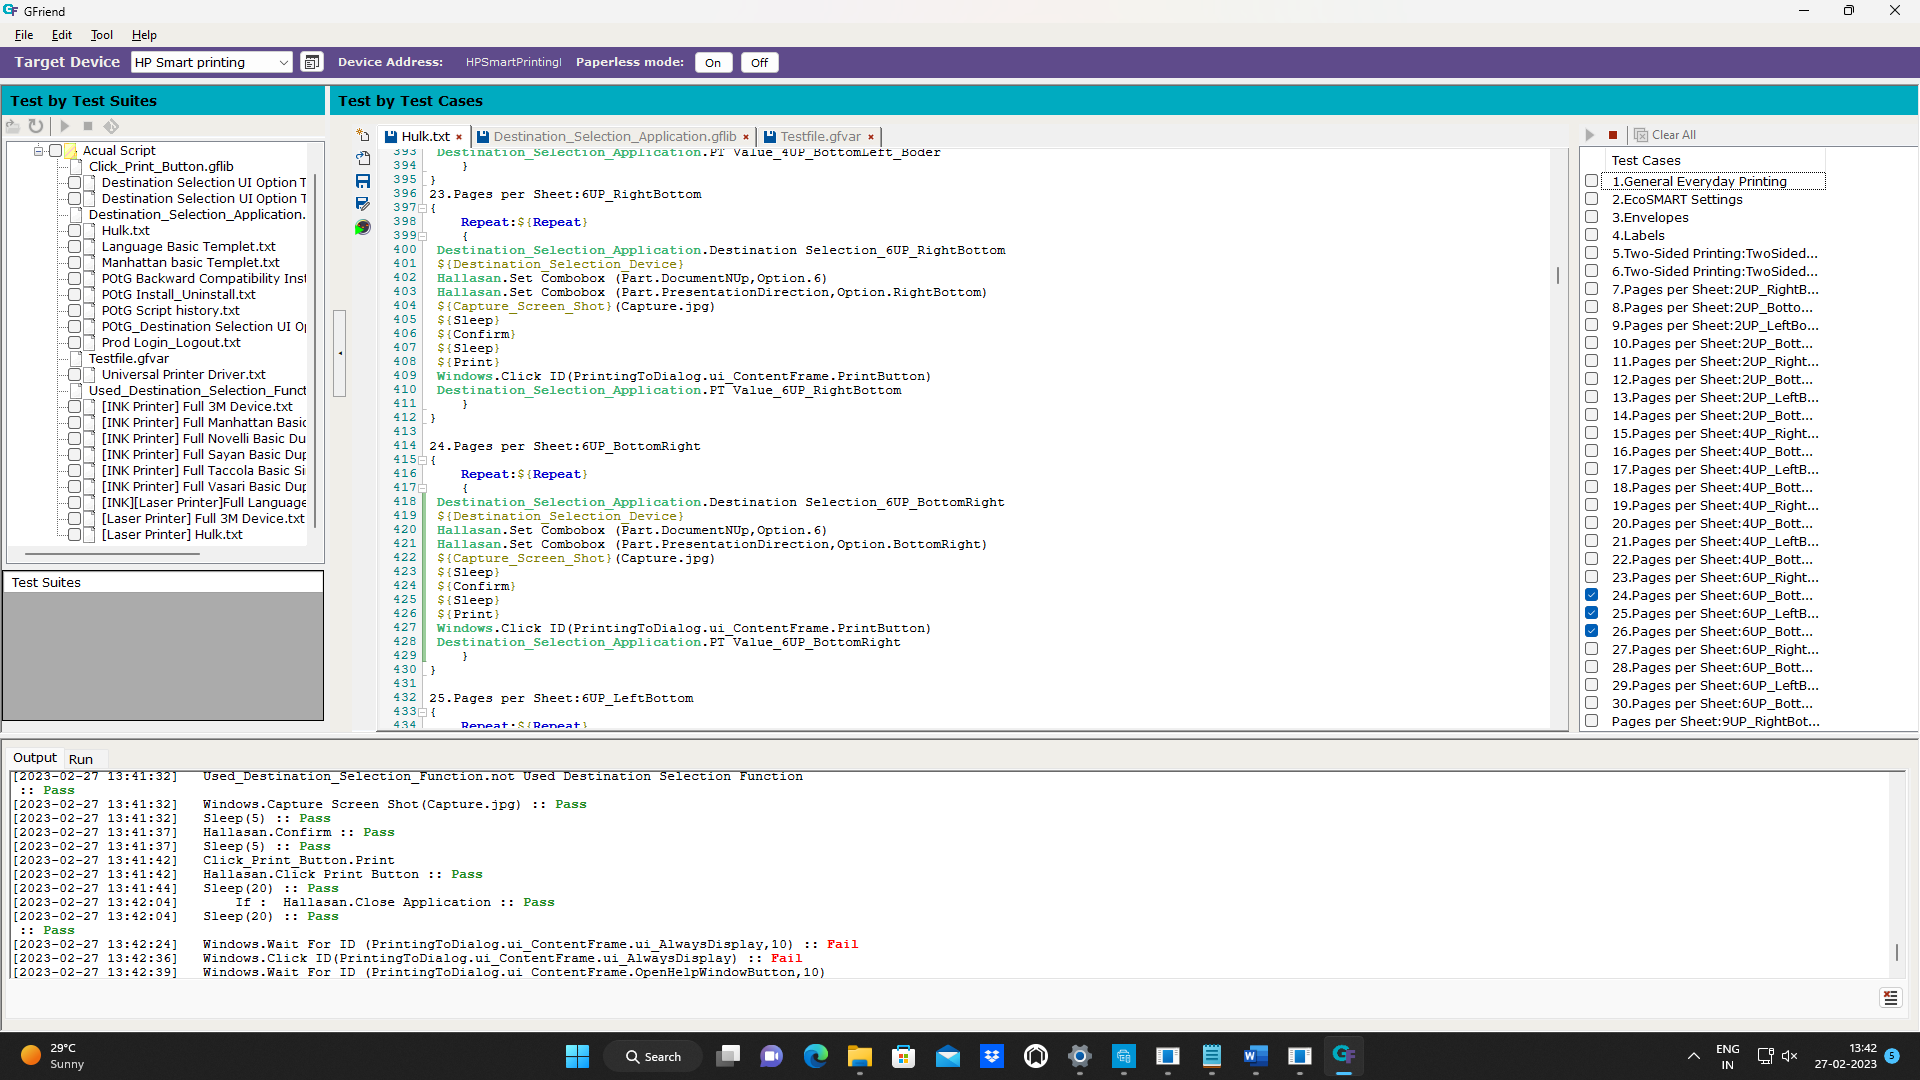 GFriend
File Edit Tool Help
Target Device HP Smart printing Device Address: HPSmartPrintingI Paperless mode: On Off
Test by Test Suites
Acual Script
Click_Print_Button.gflib
Destination Selection UI Option T
Destination Selection UI Option T
Destination_Selection_Application.
Hulk.txt
Language Basic Templet.txt
Manhattan basic Templet.txt
POtG Backward Compatibility Inst
POtG Install_Uninstall.txt
POtG Script history.txt
POtG_Destination Selection UI Op
Prod Login_Logout.txt
Testfile.gfvar
Universal Printer Driver.txt
Used_Destination_Selection_Funct
[INK Printer] Full 3M Device.txt
[INK Printer] Full Manhattan Basic
[INK Printer] Full Novelli Basic Du
[INK Printer] Full Sayan Basic Dup
[INK Printer] Full Taccola Basic Si
[INK Printer] Full Vasari Basic Dup
[INK][Laser Printer]Full Language
[Laser Printer] Full 3M Device.txt
[Laser Printer] Hulk.txt
Test Suites
Test by Test Cases
Hulk.txt × Destination_Selection_Application.gflib × Testfile.gfvar ×
393 Destination_Selection_Application.PT Value_4UP_BottomLeft_Boder
394 }
395 }
396 23.Pages per Sheet:6UP_RightBottom
397 {
398 Repeat:${Repeat}
399 {
400 Destination_Selection_Application.Destination Selection_6UP_RightBottom
401 ${Destination_Selection_Device}
402 Hallasan.Set Combobox (Part.DocumentNUp,Option.6)
403 Hallasan.Set Combobox (Part.PresentationDirection,Option.RightBottom)
404 ${Capture_Screen_Shot}(Capture.jpg)
405 ${Sleep}
406 ${Confirm}
407 ${Sleep}
408 ${Print}
409 Windows.Click ID(PrintingToDialog.ui_ContentFrame.PrintButton)
410 Destination_Selection_Application.PT Value_6UP_RightBottom
411 }
412 }
413
414 24.Pages per Sheet:6UP_BottomRight
415 {
416 Repeat:${Repeat}
417 {
418 Destination_Selection_Application.Destination Selection_6UP_BottomRight
419 ${Destination_Selection_Device}
420 Hallasan.Set Combobox (Part.DocumentNUp,Option.6)
421 Hallasan.Set Combobox (Part.PresentationDirection,Option.BottomRight)
422 ${Capture_Screen_Shot}(Capture.jpg)
423 ${Sleep}
424 ${Confirm}
425 ${Sleep}
426 ${Print}
427 Windows.Click ID(PrintingToDialog.ui_ContentFrame.PrintButton)
428 Destination_Selection_Application.PT Value_6UP_BottomRight
429 }
430 }
431
432 25.Pages per Sheet:6UP_LeftBottom
433 {
434 Repeat:${Repeat}
Clear All
Test Cases
1.General Everyday Printing
2.EcoSMART Settings
3.Envelopes
4.Labels
5.Two-Sided Printing:TwoSided...
6.Two-Sided Printing:TwoSided...
7.Pages per Sheet:2UP_RightB...
8.Pages per Sheet:2UP_Botto...
9.Pages per Sheet:2UP_LeftBo...
10.Pages per Sheet:2UP_Bott...
11.Pages per Sheet:2UP_Right...
12.Pages per Sheet:2UP_Bott...
13.Pages per Sheet:2UP_LeftB...
14.Pages per Sheet:2UP_Bott...
15.Pages per Sheet:4UP_Right...
16.Pages per Sheet:4UP_Bott...
17.Pages per Sheet:4UP_LeftB...
18.Pages per Sheet:4UP_Bott...
19.Pages per Sheet:4UP_Right...
20.Pages per Sheet:4UP_Bott...
21.Pages per Sheet:4UP_LeftB...
22.Pages per Sheet:4UP_Bott...
23.Pages per Sheet:6UP_Right...
24.Pages per Sheet:6UP_Bott...
25.Pages per Sheet:6UP_LeftB...
26.Pages per Sheet:6UP_Bott...
27.Pages per Sheet:6UP_Right...
28.Pages per Sheet:6UP_Bott...
29.Pages per Sheet:6UP_LeftB...
30.Pages per Sheet:6UP_Bott...
Pages per Sheet:9UP_RightBot...
Output Run
[2023-02-27 13:41:32] Used_Destination_Selection_Function.not Used Destination Selection Function
:: Pass
[2023-02-27 13:41:32] Windows.Capture Screen Shot(Capture.jpg) :: Pass
[2023-02-27 13:41:32] Sleep(5) :: Pass
[2023-02-27 13:41:37] Hallasan.Confirm :: Pass
[2023-02-27 13:41:37] Sleep(5) :: Pass
[2023-02-27 13:41:42] Click_Print_Button.Print
[2023-02-27 13:41:42] Hallasan.Click Print Button :: Pass
[2023-02-27 13:41:44] Sleep(20) :: Pass
[2023-02-27 13:42:04] If : Hallasan.Close Application :: Pass
[2023-02-27 13:42:04] Sleep(20) :: Pass
:: Pass
[2023-02-27 13:42:24] Windows.Wait For ID (PrintingToDialog.ui_ContentFrame.ui_AlwaysDisplay,10) :: Fail
[2023-02-27 13:42:36] Windows.Click ID(PrintingToDialog.ui_ContentFrame.ui_AlwaysDisplay) :: Fail
[2023-02-27 13:42:39] Windows.Wait For ID (PrintingToDialog.ui_ContentFrame.OpenHelpWindowButton,10)
29°C
Sunny
Search
ENG
IN
13:42
27-02-2023
5